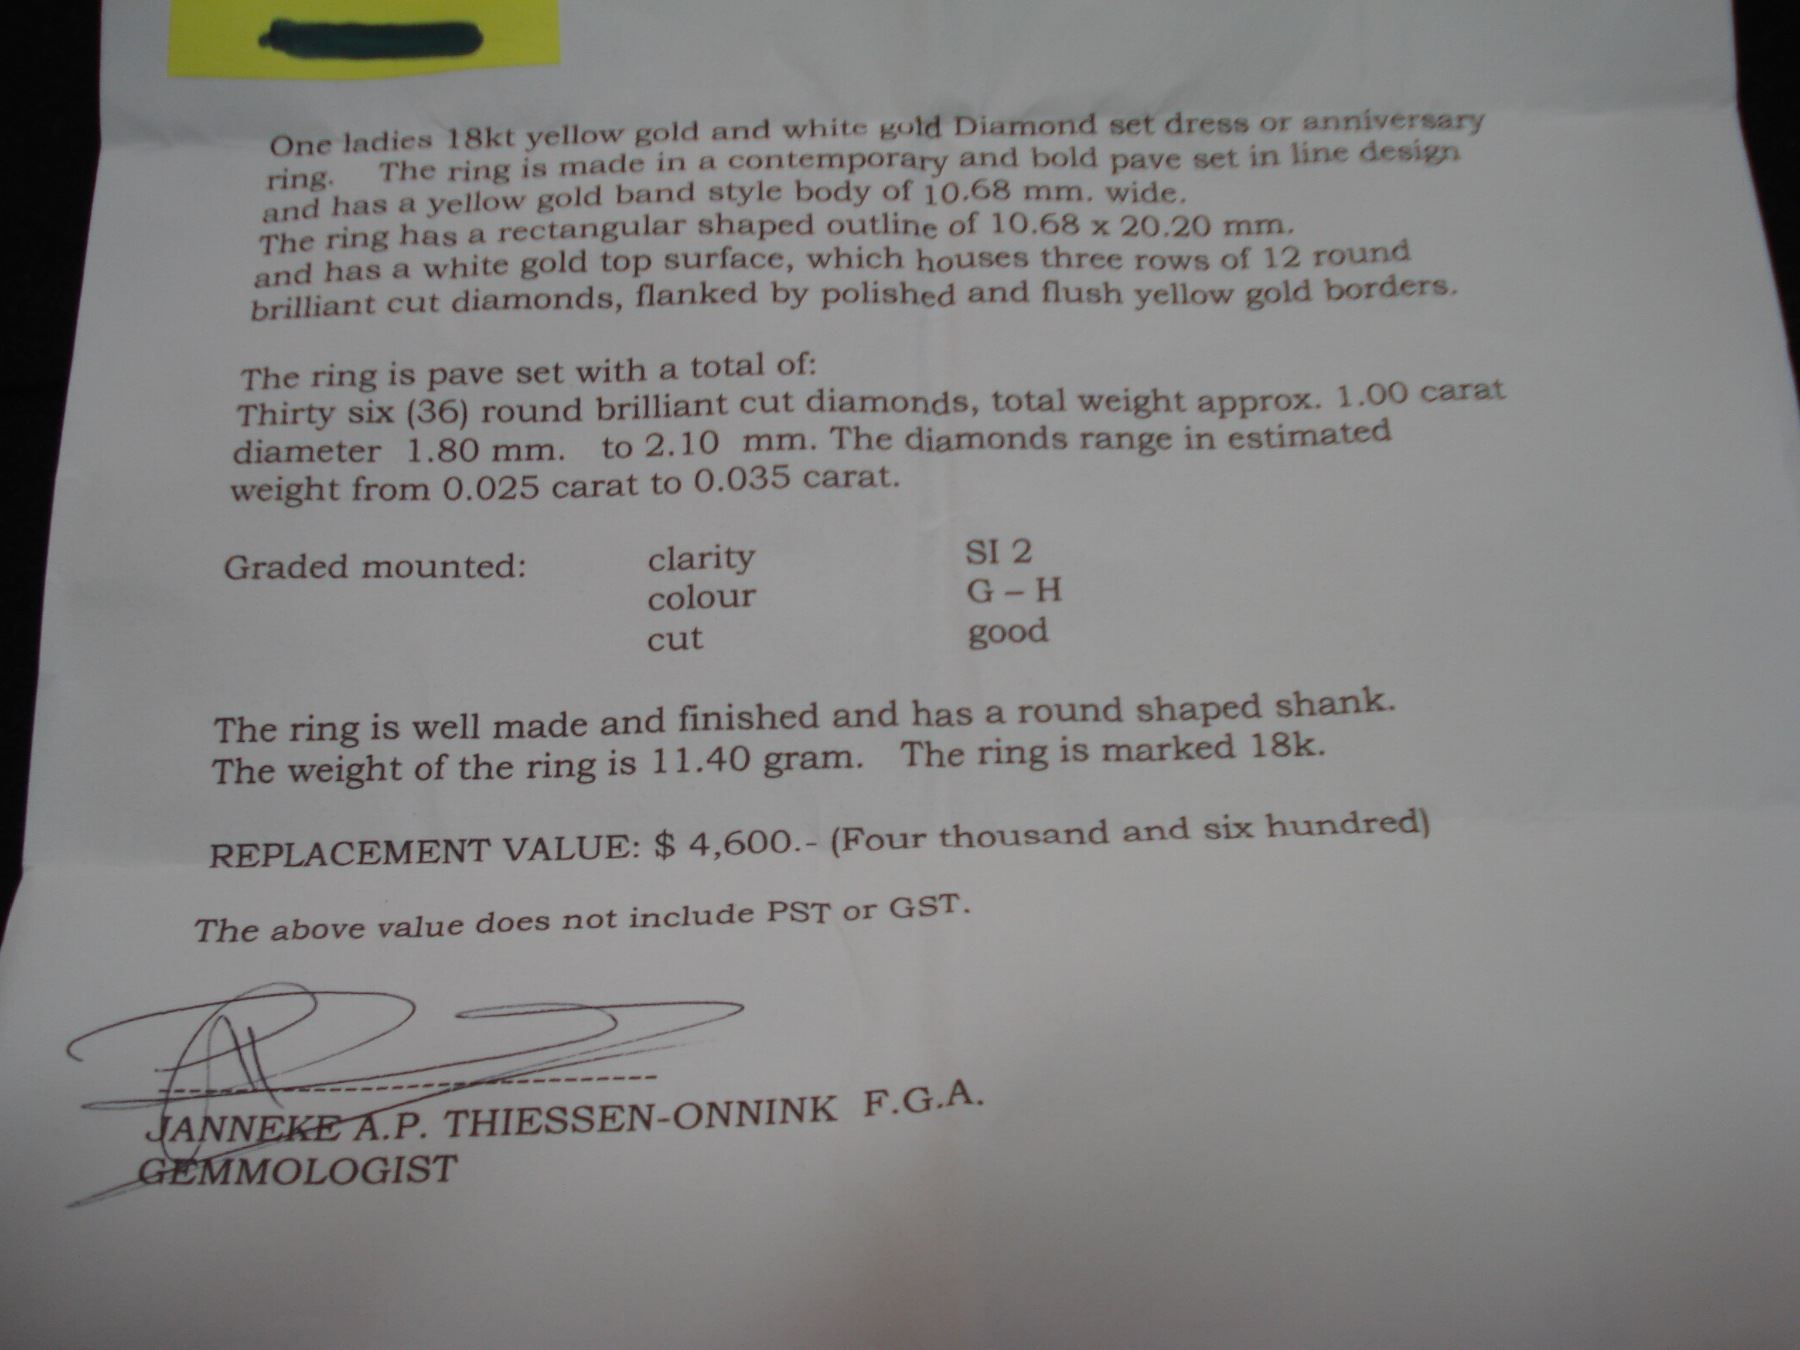 One ladies 18kt yellow gold and white gold Diamond set dress or anniversary
ring. The ring is made in a contemporary and bold pave set in line design
and has a yellow gold band style body of 10.68 mm. wide.
The ring has a rectangular shaped outline of 10.68 x 20.20 mm.
and has a white gold top surface, which houses three rows of 12 round
brilliant cut diamonds, flanked by polished and flush yellow gold borders.
The ring is pave set with a total of:
Thirty six (36) round brilliant cut diamonds, total weight approx. 1.00 carat
diameter 1.80 mm. to 2.10 mm. The diamonds range in estimated
weight from 0.025 carat to 0.035 carat.
Graded mounted: clarity SI 2
colour G – H
cut good
The ring is well made and finished and has a round shaped shank.
The weight of the ring is 11.40 gram. The ring is marked 18k.
REPLACEMENT VALUE: $ 4,600.- (Four thousand and six hundred)
The above value does not include PST or GST.
JANNEKE A.P. THIESSEN-ONNINK F.G.A.
GEMMOLOGIST